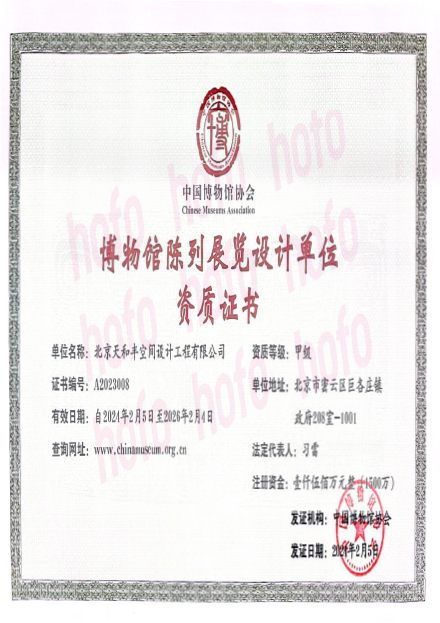 中国博物馆协会
Chinese Museums Association
博物馆陈列展览设计单位
资质证书
单位名称：北京天和丰空间设计工程有限公司
证书编号：A2023008
有效日期：自2024年2月5日至2026年2月4日
查询网址：www.chinamuseum.org.cn
资质等级：甲级
单位地址：北京市密云区巨各庄镇
政府208室-1001
法定代表人：习雷
注册资金：壹仟伍佰万元整（1500万）
发证机构：中国博物馆协会
发证日期：2024年2月5日
hofo
hofo
hofo
hofo
hofo
hofo
hofo